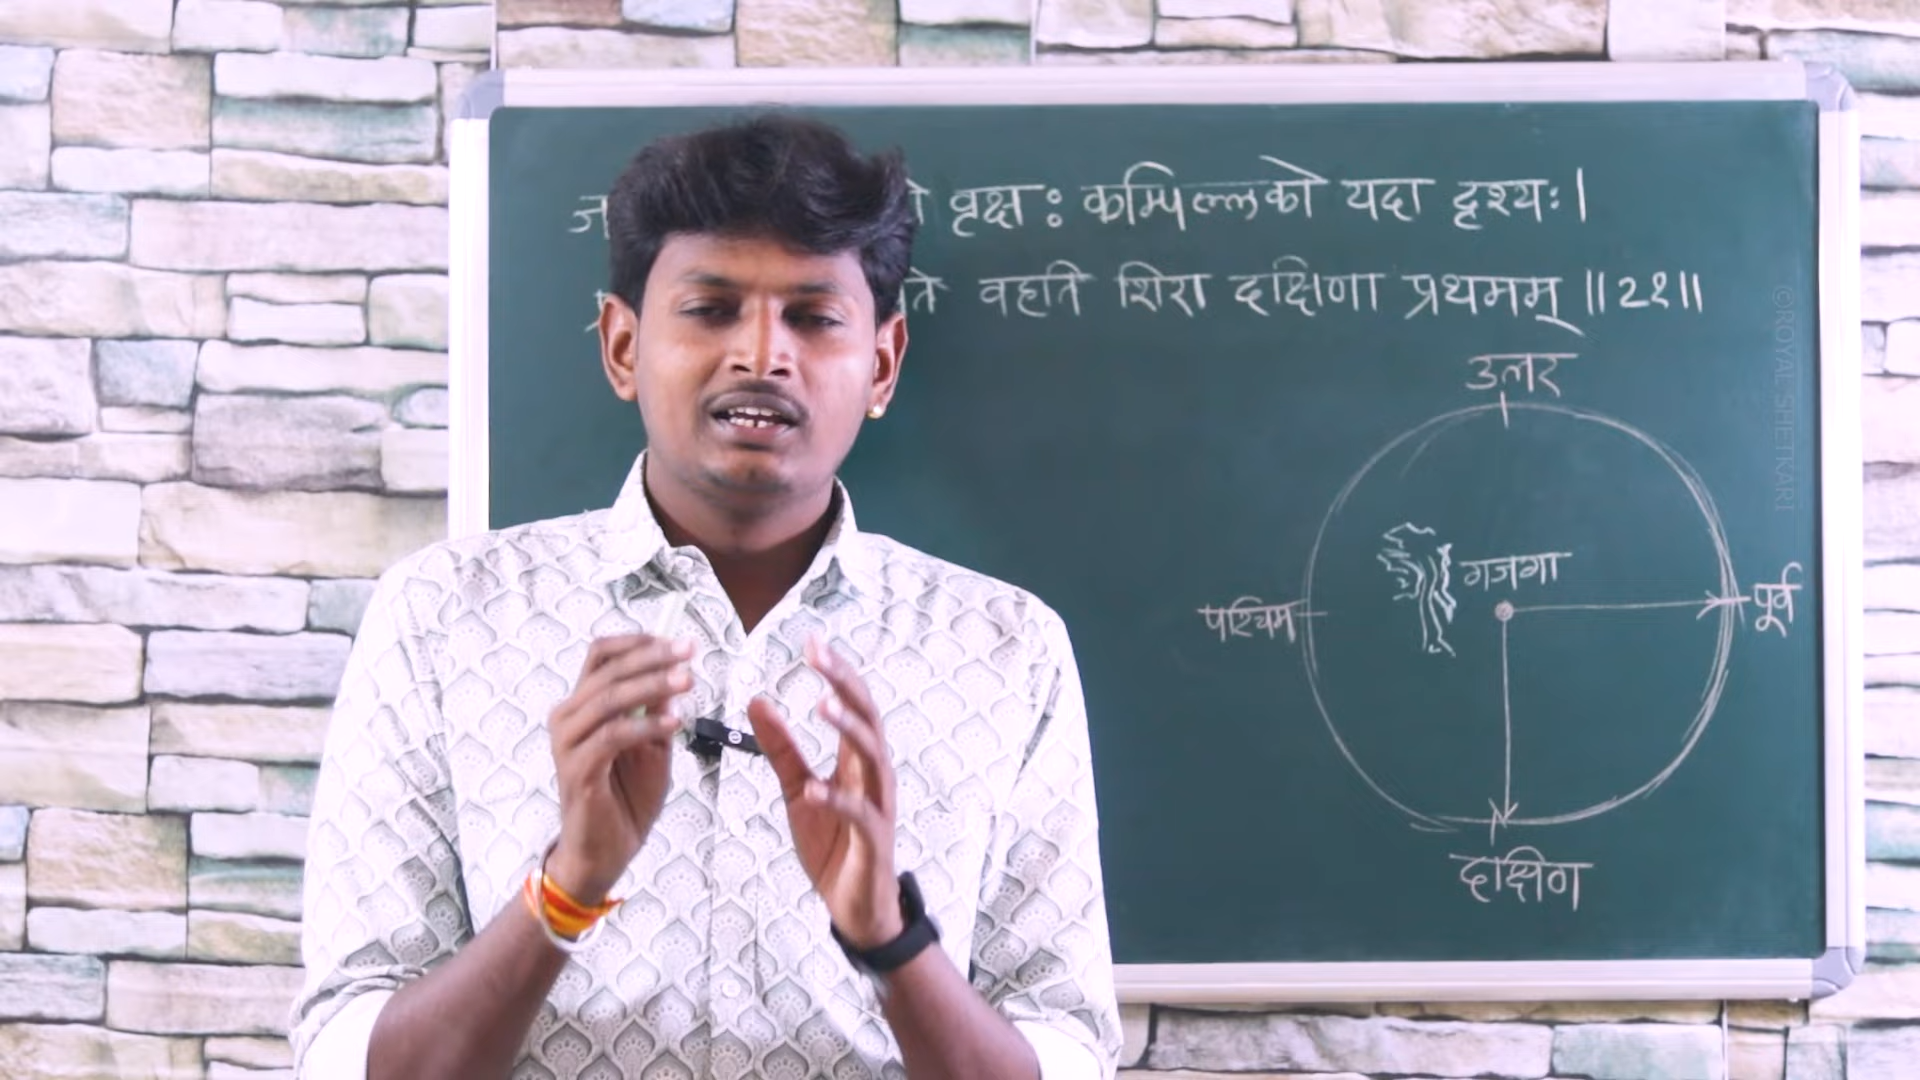 वृक्षः कम्पिल्लको यदा दृश्यः।
वहति शिरा दक्षिणा प्रथमम् ॥२१॥
उत्तर
गजगा
पश्चिम
पूर्व
दक्षिण
©ROYAL SHETKARI